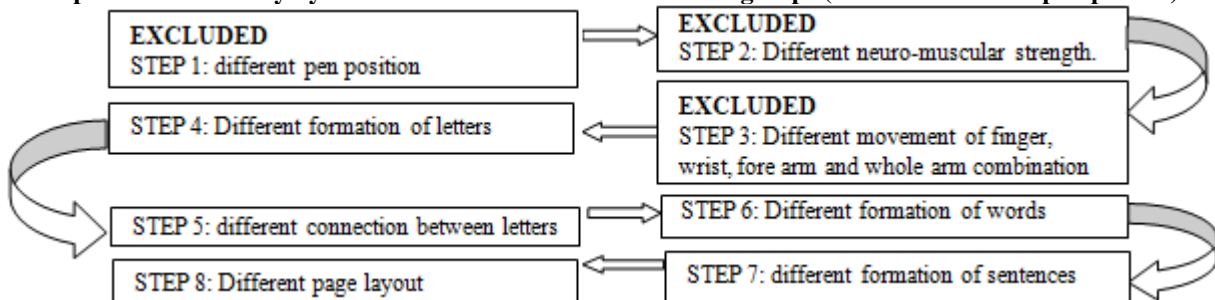 EXCLUDED
STEP 1: different pen position
EXCLUDED
STEP 2: Different neuro-muscular strength.
EXCLUDED
STEP 3: Different movement of finger,
wrist, fore arm and whole arm combination
STEP 4: Different formation of letters
STEP 5: different connection between letters
STEP 6: Different formation of words
STEP 7: different formation of sentences
STEP 8: Different page layout